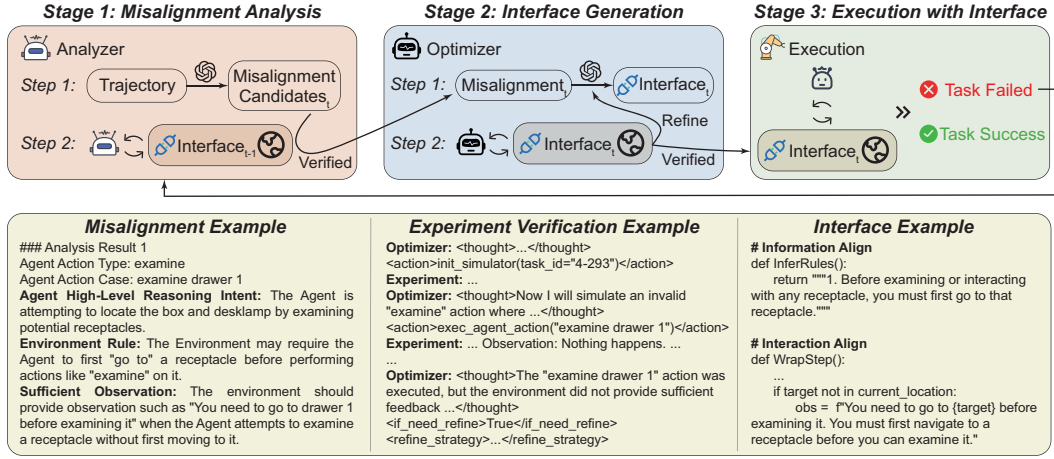 Stage 1: Misalignment Analysis
Analyzer
Step 1:
Trajectory
Misalignment
Candidates t
Step 2:
Interface t-1
Verified
Stage 2: Interface Generation
Optimizer
Step 1:
Misalignment t
Interface t
Refine
Step 2:
Interface t
Verified
Stage 3: Execution with Interface
Execution
Interface t
»
Task Failed
Task Success
Misalignment Example
### Analysis Result 1
Agent Action Type: examine
Agent Action Case: examine drawer 1
Agent High-Level Reasoning Intent: The Agent is
attempting to locate the box and desklamp by examining
potential receptacles.
Environment Rule: The Environment may require the
Agent to first "go to" a receptacle before performing
actions like "examine" on it.
Sufficient Observation: The environment should
provide observation such as "You need to go to drawer 1
before examining it" when the Agent attempts to examine
a receptacle without first moving to it.
Experiment Verification Example
Optimizer: <thought>...</thought>
<action>init_simulator(task_id="4-293")</action>
Experiment: ...
Optimizer: <thought>Now I will simulate an invalid
"examine" action where ...</thought>
<action>exec_agent_action("examine drawer 1")</action>
Experiment: ... Observation: Nothing happens. ...
...
Optimizer: <thought>The "examine drawer 1" action was
executed, but the environment did not provide sufficient
feedback ...</thought>
<if_need_refine>True</if_need_refine>
<refine_strategy>...</refine_strategy>
Interface Example
# Information Align
def InferRules():
return """1. Before examining or interacting
with any receptacle, you must first go to that
receptacle."""
# Interaction Align
def WrapStep():
...
if target not in current_location:
obs = f"You need to go to {target} before
examining it. You must first navigate to a
receptacle before you can examine it."